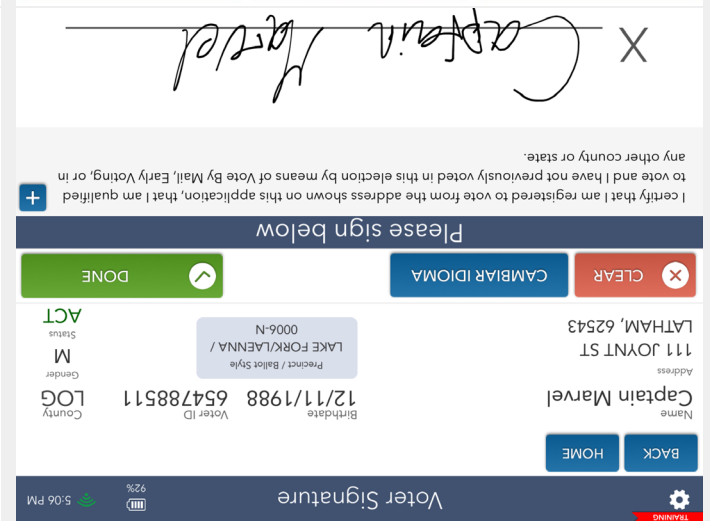 TRAINING
Voter Signature
92%
5:06 PM
BACK
HOME
Name
Captain Marvel
Birthdate
12/11/1988
Voter ID
654788511
County
LOG
Address
111 JOYNT ST
LATHAM, 62543
Precinct / Ballot Style
LAKE FORK/LAENNA /
0006-N
Gender
M
Status
ACT
CLEAR
CAMBIAR IDIOMA
DONE
Please sign below
I certify that I am registered to vote from the address shown on this application, that I am qualified
to vote and I have not previously voted in this election by means of Vote By Mail, Early Voting, or in
any other county or state.
X
Captain Marvel